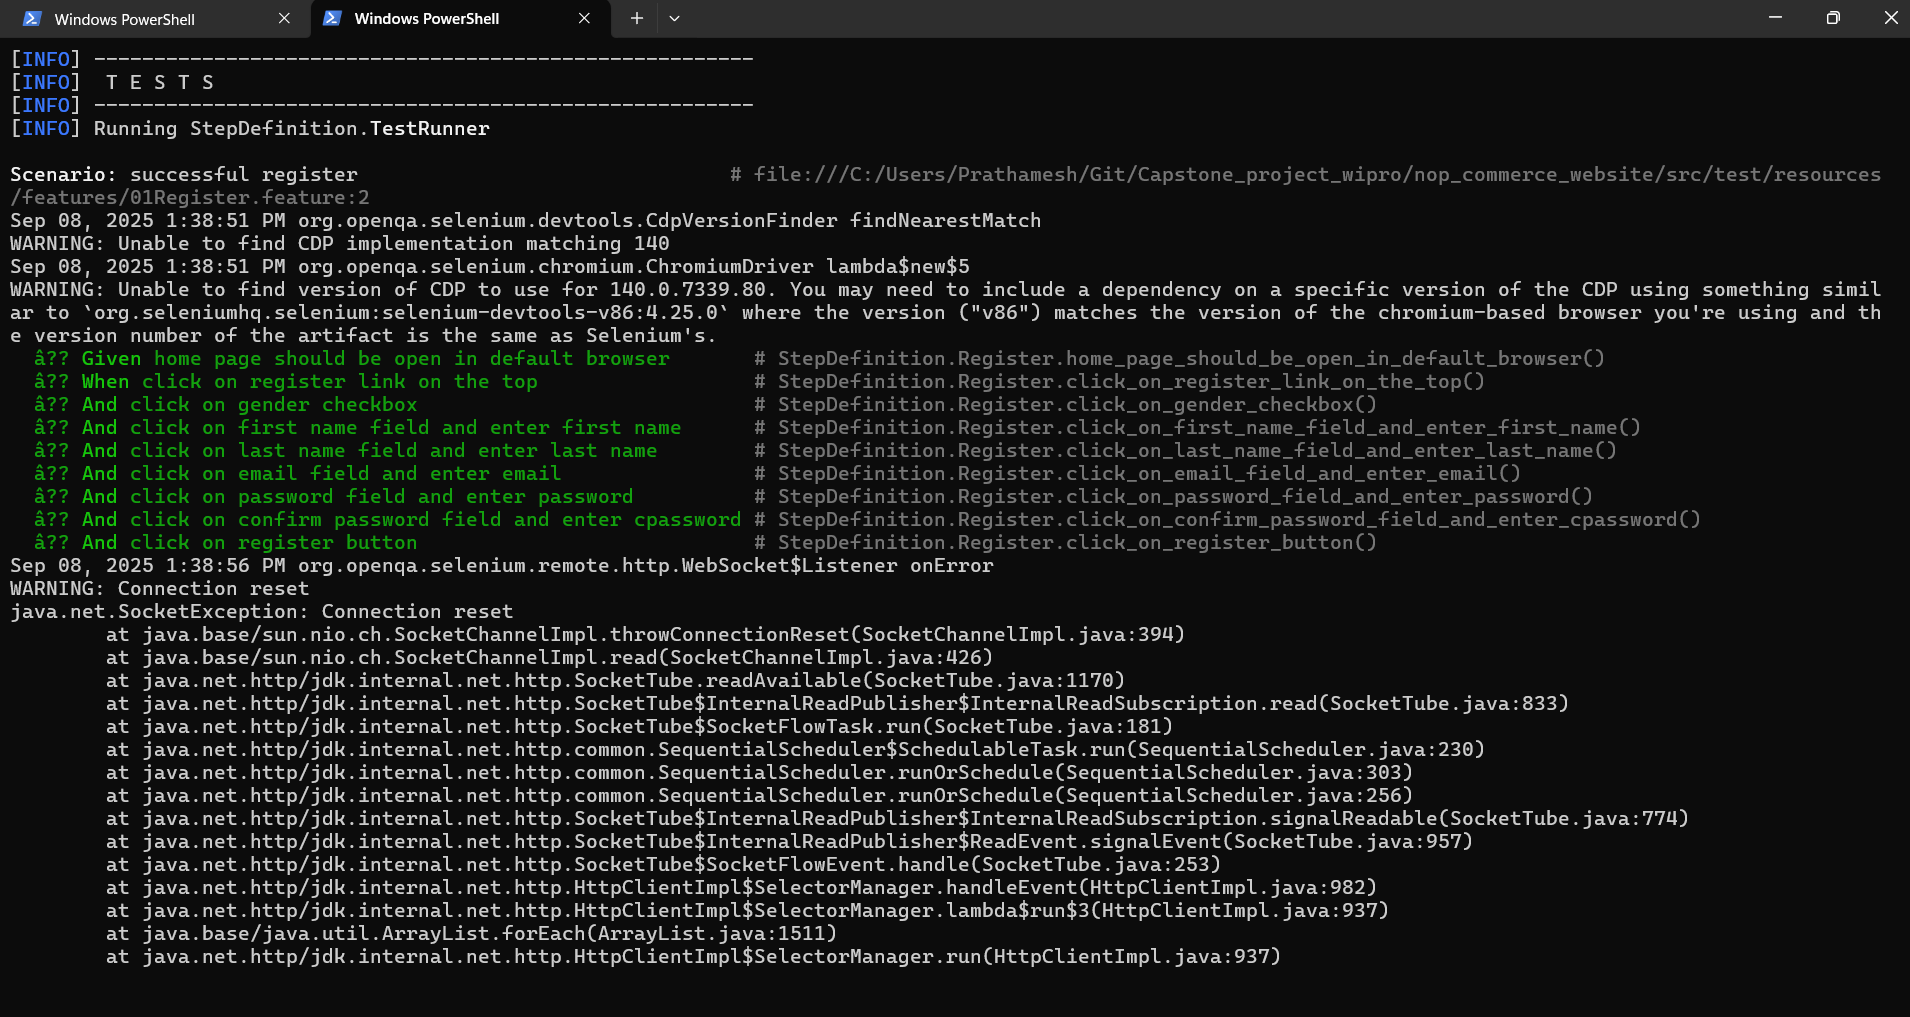 Windows PowerShell
Windows PowerShell
[INFO] -------------------------------------------------------
[INFO]  T E S T S
[INFO] -------------------------------------------------------
[INFO] Running StepDefinition.TestRunner
Scenario: successful register # file:///C:/Users/Prathamesh/Git/Capstone_project_wipro/nop_commerce_website/src/test/resources
/features/01Register.feature:2
Sep 08, 2025 1:38:51 PM org.openqa.selenium.devtools.CdpVersionFinder findNearestMatch
WARNING: Unable to find CDP implementation matching 140
Sep 08, 2025 1:38:51 PM org.openqa.selenium.chromium.ChromiumDriver lambda$new$5
WARNING: Unable to find version of CDP to use for 140.0.7339.80. You may need to include a dependency on a specific version of the CDP using something simil
ar to `org.seleniumhq.selenium:selenium-devtools-v86:4.25.0` where the version ("v86") matches the version of the chromium-based browser you're using and th
e version number of the artifact is the same as Selenium's.
â?? Given home page should be open in default browser # StepDefinition.Register.home_page_should_be_open_in_default_browser()
â?? When click on register link on the top # StepDefinition.Register.click_on_register_link_on_the_top()
â?? And click on gender checkbox # StepDefinition.Register.click_on_gender_checkbox()
â?? And click on first name field and enter first name # StepDefinition.Register.click_on_first_name_field_and_enter_first_name()
â?? And click on last name field and enter last name # StepDefinition.Register.click_on_last_name_field_and_enter_last_name()
â?? And click on email field and enter email # StepDefinition.Register.click_on_email_field_and_enter_email()
â?? And click on password field and enter password # StepDefinition.Register.click_on_password_field_and_enter_password()
â?? And click on confirm password field and enter cpassword # StepDefinition.Register.click_on_confirm_password_field_and_enter_cpassword()
â?? And click on register button # StepDefinition.Register.click_on_register_button()
Sep 08, 2025 1:38:56 PM org.openqa.selenium.remote.http.WebSocket$Listener onError
WARNING: Connection reset
java.net.SocketException: Connection reset
at java.base/sun.nio.ch.SocketChannelImpl.throwConnectionReset(SocketChannelImpl.java:394)
at java.base/sun.nio.ch.SocketChannelImpl.read(SocketChannelImpl.java:426)
at java.net.http/jdk.internal.net.http.SocketTube.readAvailable(SocketTube.java:1170)
at java.net.http/jdk.internal.net.http.SocketTube$InternalReadPublisher$InternalReadSubscription.read(SocketTube.java:833)
at java.net.http/jdk.internal.net.http.SocketTube$SocketFlowTask.run(SocketTube.java:181)
at java.net.http/jdk.internal.net.http.common.SequentialScheduler$SchedulableTask.run(SequentialScheduler.java:230)
at java.net.http/jdk.internal.net.http.common.SequentialScheduler.runOrSchedule(SequentialScheduler.java:303)
at java.net.http/jdk.internal.net.http.common.SequentialScheduler.runOrSchedule(SequentialScheduler.java:256)
at java.net.http/jdk.internal.net.http.SocketTube$InternalReadPublisher$InternalReadSubscription.signalReadable(SocketTube.java:774)
at java.net.http/jdk.internal.net.http.SocketTube$InternalReadPublisher$ReadEvent.signalEvent(SocketTube.java:957)
at java.net.http/jdk.internal.net.http.SocketTube$SocketFlowEvent.handle(SocketTube.java:253)
at java.net.http/jdk.internal.net.http.HttpClientImpl$SelectorManager.handleEvent(HttpClientImpl.java:982)
at java.net.http/jdk.internal.net.http.HttpClientImpl$SelectorManager.lambda$run$3(HttpClientImpl.java:937)
at java.base/java.util.ArrayList.forEach(ArrayList.java:1511)
at java.net.http/jdk.internal.net.http.HttpClientImpl$SelectorManager.run(HttpClientImpl.java:937)